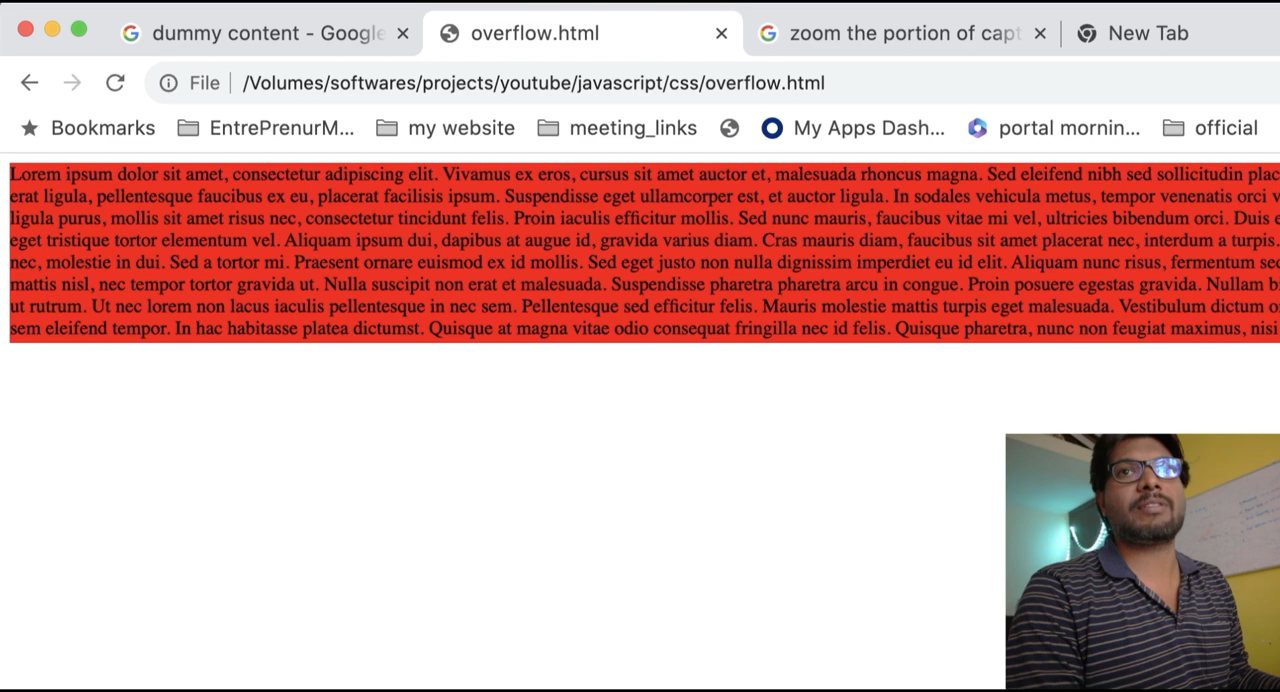 dummy content - Google
overflow.html
zoom the portion of capt
New Tab
File
/Volumes/softwares/projects/youtube/javascript/css/overflow.html
Bookmarks
EntrePrenurM...
my website
meeting_links
My Apps Dash...
portal mornin...
official
Lorem ipsum dolor sit amet, consectetur adipiscing elit. Vivamus ex eros, cursus sit amet auctor et, malesuada rhoncus magna. Sed eleifend nibh sed sollicitudin plac
erat ligula, pellentesque faucibus ex eu, placerat facilisis ipsum. Suspendisse eget ullamcorper est, et auctor ligula. In sodales vehicula metus, tempor venenatis orci v
ligula purus, mollis sit amet risus nec, consectetur tincidunt felis. Proin iaculis efficitur mollis. Sed nunc mauris, faucibus vitae mi vel, ultricies bibendum orci. Duis
eget tristique tortor elementum vel. Aliquam ipsum dui, dapibus at augue id, gravida varius diam. Cras mauris diam, faucibus sit amet placerat nec, interdum a turpis.
nec, molestie in dui. Sed a tortor mi. Praesent ornare euismod ex id mollis. Sed eget justo non nulla dignissim imperdiet eu id elit. Aliquam nunc risus, fermentum sed
mattis nisl, nec tempor tortor gravida ut. Nulla suscipit non erat et malesuada. Suspendisse pharetra pharetra arcu in congue. Proin posuere egestas gravida. Nullam bi
ut rutrum. Ut nec lorem non lacus iaculis pellentesque in nec sem. Pellentesque sed efficitur felis. Mauris molestie mattis turpis eget malesuada. Vestibulum dictum o
sem eleifend tempor. In hac habitasse platea dictumst. Quisque at magna vitae odio consequat fringilla nec id felis. Quisque pharetra, nunc non feugiat maximus, nisi